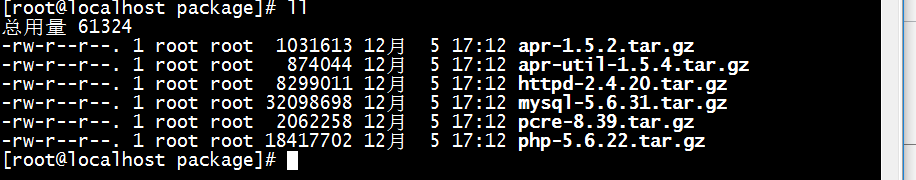 [root@localhost package]# ll
总用量 61324
-rw-r--r--. 1 root root  1031613 12月  5 17:12 apr-1.5.2.tar.gz
-rw-r--r--. 1 root root   874044 12月  5 17:12 apr-util-1.5.4.tar.gz
-rw-r--r--. 1 root root  8299011 12月  5 17:12 httpd-2.4.20.tar.gz
-rw-r--r--. 1 root root 32098698 12月  5 17:12 mysql-5.6.31.tar.gz
-rw-r--r--. 1 root root  2062258 12月  5 17:12 pcre-8.39.tar.gz
-rw-r--r--. 1 root root 18417702 12月  5 17:12 php-5.6.22.tar.gz
[root@localhost package]#